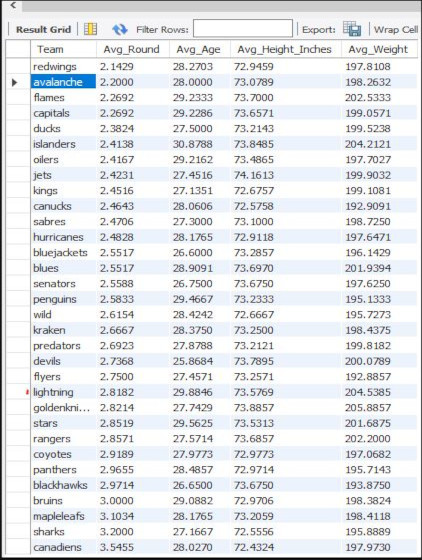 Result Grid Filter Rows: Export: Wrap Cell
Team Avg_Round Avg_Age Avg_Height_Inches Avg_Weight
redwings 2.1429 28.2703 72.9459 197.8108
avalanche 2.2000 28.0000 73.0789 198.2632
flames 2.2692 29.2333 73.7000 202.5333
capitals 2.2692 29.2286 73.6571 199.0571
ducks 2.3824 27.5000 73.2143 199.5238
islanders 2.4138 30.8788 73.8485 204.2121
oilers 2.4167 29.2162 73.4865 197.7027
jets 2.4231 27.4516 74.1613 199.9032
kings 2.4516 27.1351 72.6757 199.1081
canucks 2.4643 28.0606 72.5758 192.9091
sabres 2.4706 27.3000 73.1000 198.7250
hurricanes 2.4828 28.1765 72.9118 197.6471
bluejackets 2.5517 26.6000 73.2857 196.1429
blues 2.5517 28.9091 73.6970 201.9394
senators 2.5588 26.7500 73.6750 197.6250
penguins 2.5833 29.4667 73.2333 195.1333
wild 2.6154 28.4242 72.6667 195.7273
kraken 2.6667 28.3750 73.2500 198.4375
predators 2.6923 27.8788 73.2121 199.8182
devils 2.7368 25.8684 73.7895 200.0789
flyers 2.7500 27.4571 73.2571 192.8857
lightning 2.8182 29.8846 73.5769 204.5385
goldenkni... 2.8214 27.7429 73.8857 205.8857
stars 2.8519 29.5625 73.5313 201.6875
rangers 2.8571 27.5714 73.6857 202.2000
coyotes 2.9189 27.9773 72.9773 197.0682
panthers 2.9655 28.4857 72.9714 195.7143
blackhawks 2.9714 26.6500 73.6750 193.8750
bruins 3.0000 29.0882 72.9706 198.3824
mapleleafs 3.1034 28.1765 73.2059 198.4118
sharks 3.2000 27.1667 72.5556 195.8889
canadiens 3.5455 28.0270 72.4324 197.9730